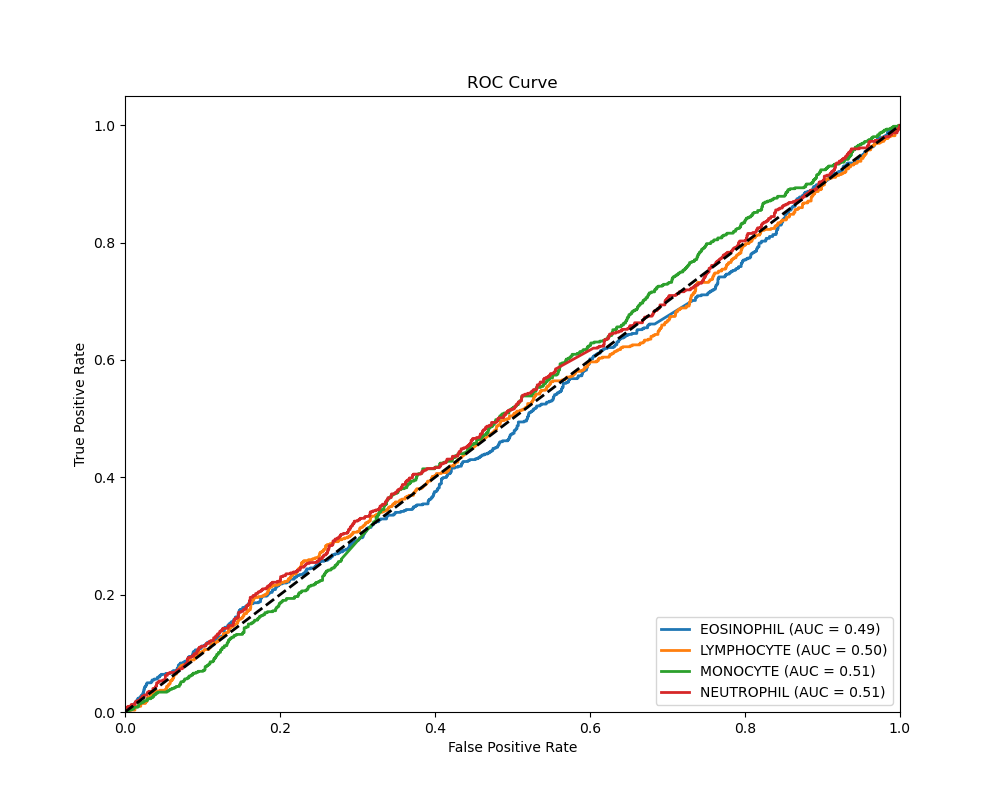 ROC Curve
True Positive Rate
1.0
0.8
0.6
0.4
0.2
0.0
EOSINOPHIL (AUC = 0.49)
LYMPHOCYTE (AUC = 0.50)
MONOCYTE (AUC = 0.51)
NEUTROPHIL (AUC = 0.51)
0.0 0.2 0.4 0.6 0.8 1.0
False Positive Rate